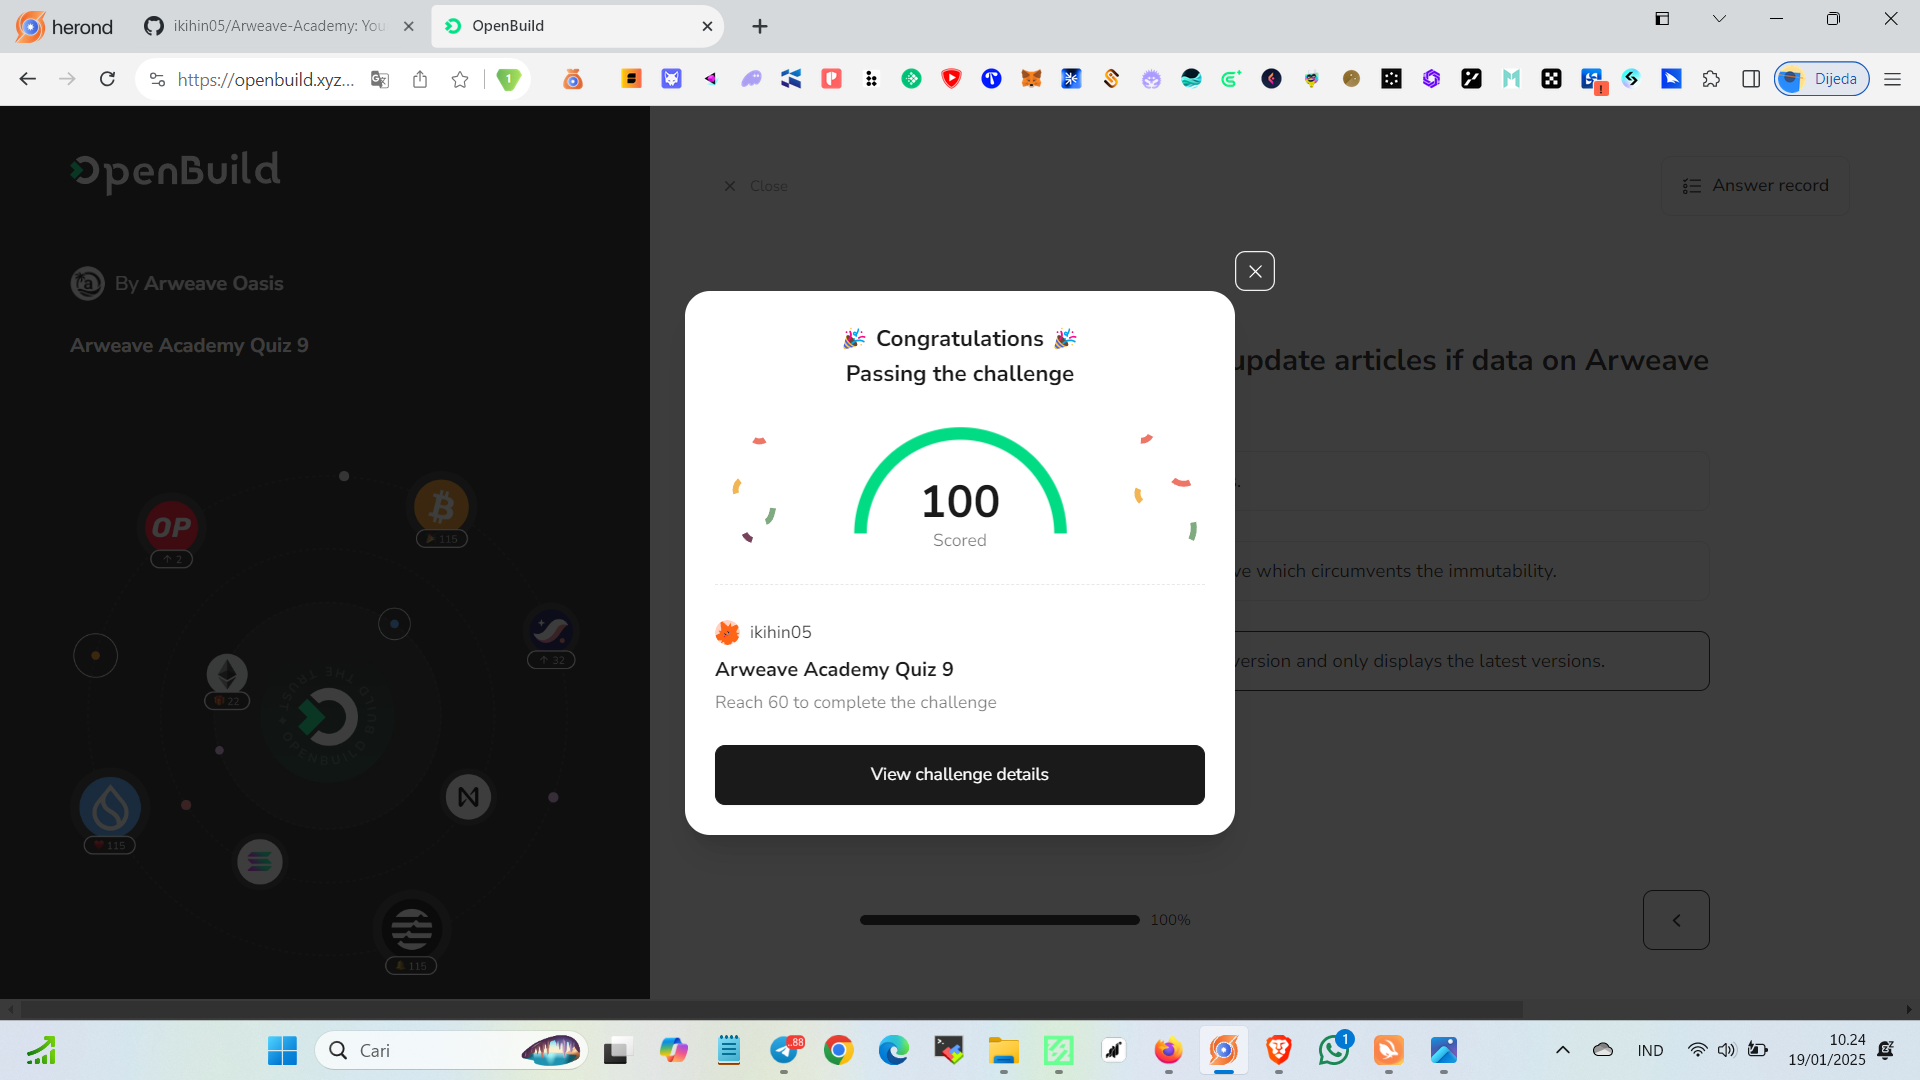 herond
ikihin05/Arweave-Academy: You
OpenBuild
https://openbuild.xyz...
1
Dijeda
OpenBuild
Close
Answer record
By Arweave Oasis
Arweave Academy Quiz 9
update articles if data on Arweave
ve which circumvents the immutability.
version and only displays the latest versions.
🎉 Congratulations 🎉
Passing the challenge
100
Scored
ikihin05
Arweave Academy Quiz 9
Reach 60 to complete the challenge
View challenge details
OP
2
115
32
22
115
115
100%
Cari
..88
1
IND
10.24
19/01/2025